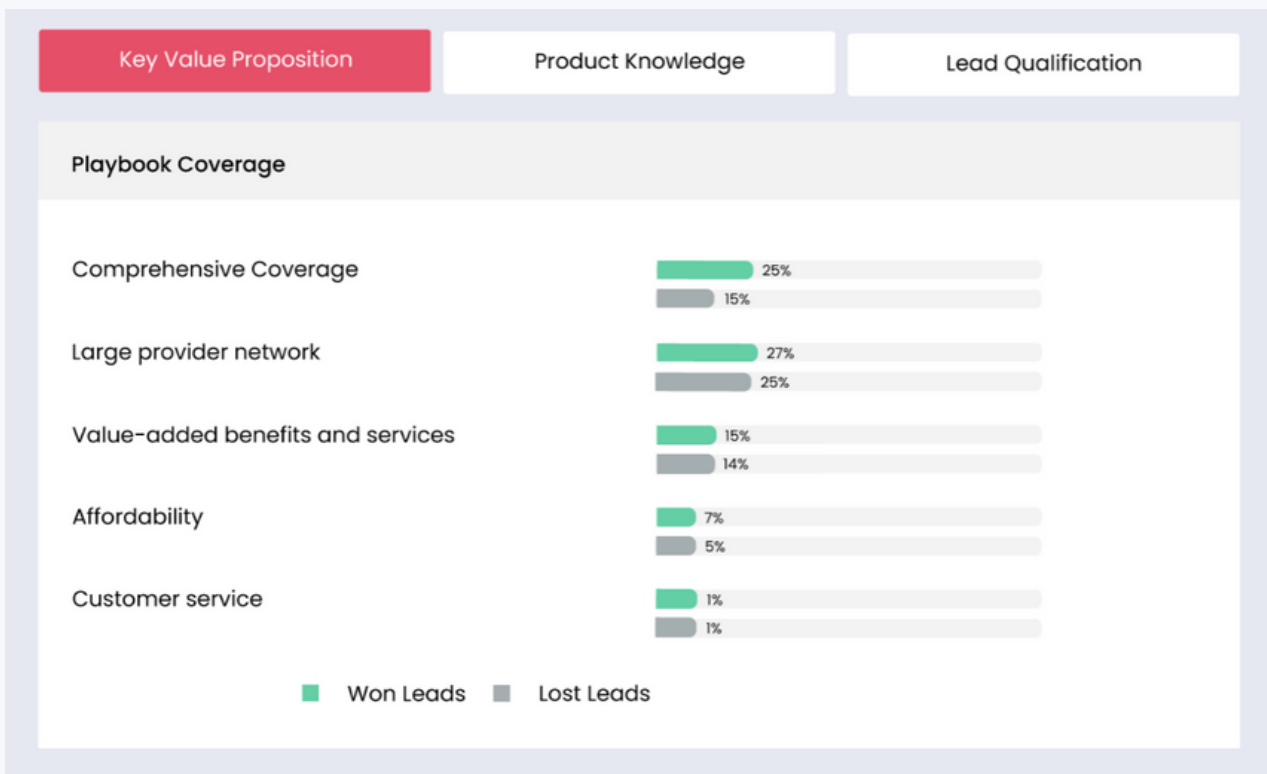 Key Value Proposition
Product Knowledge
Lead Qualification
Playbook Coverage
Comprehensive Coverage
25%
15%
Large provider network
27%
25%
Value-added benefits and services
15%
14%
Affordability
7%
5%
Customer service
1%
1%
Won Leads
Lost Leads